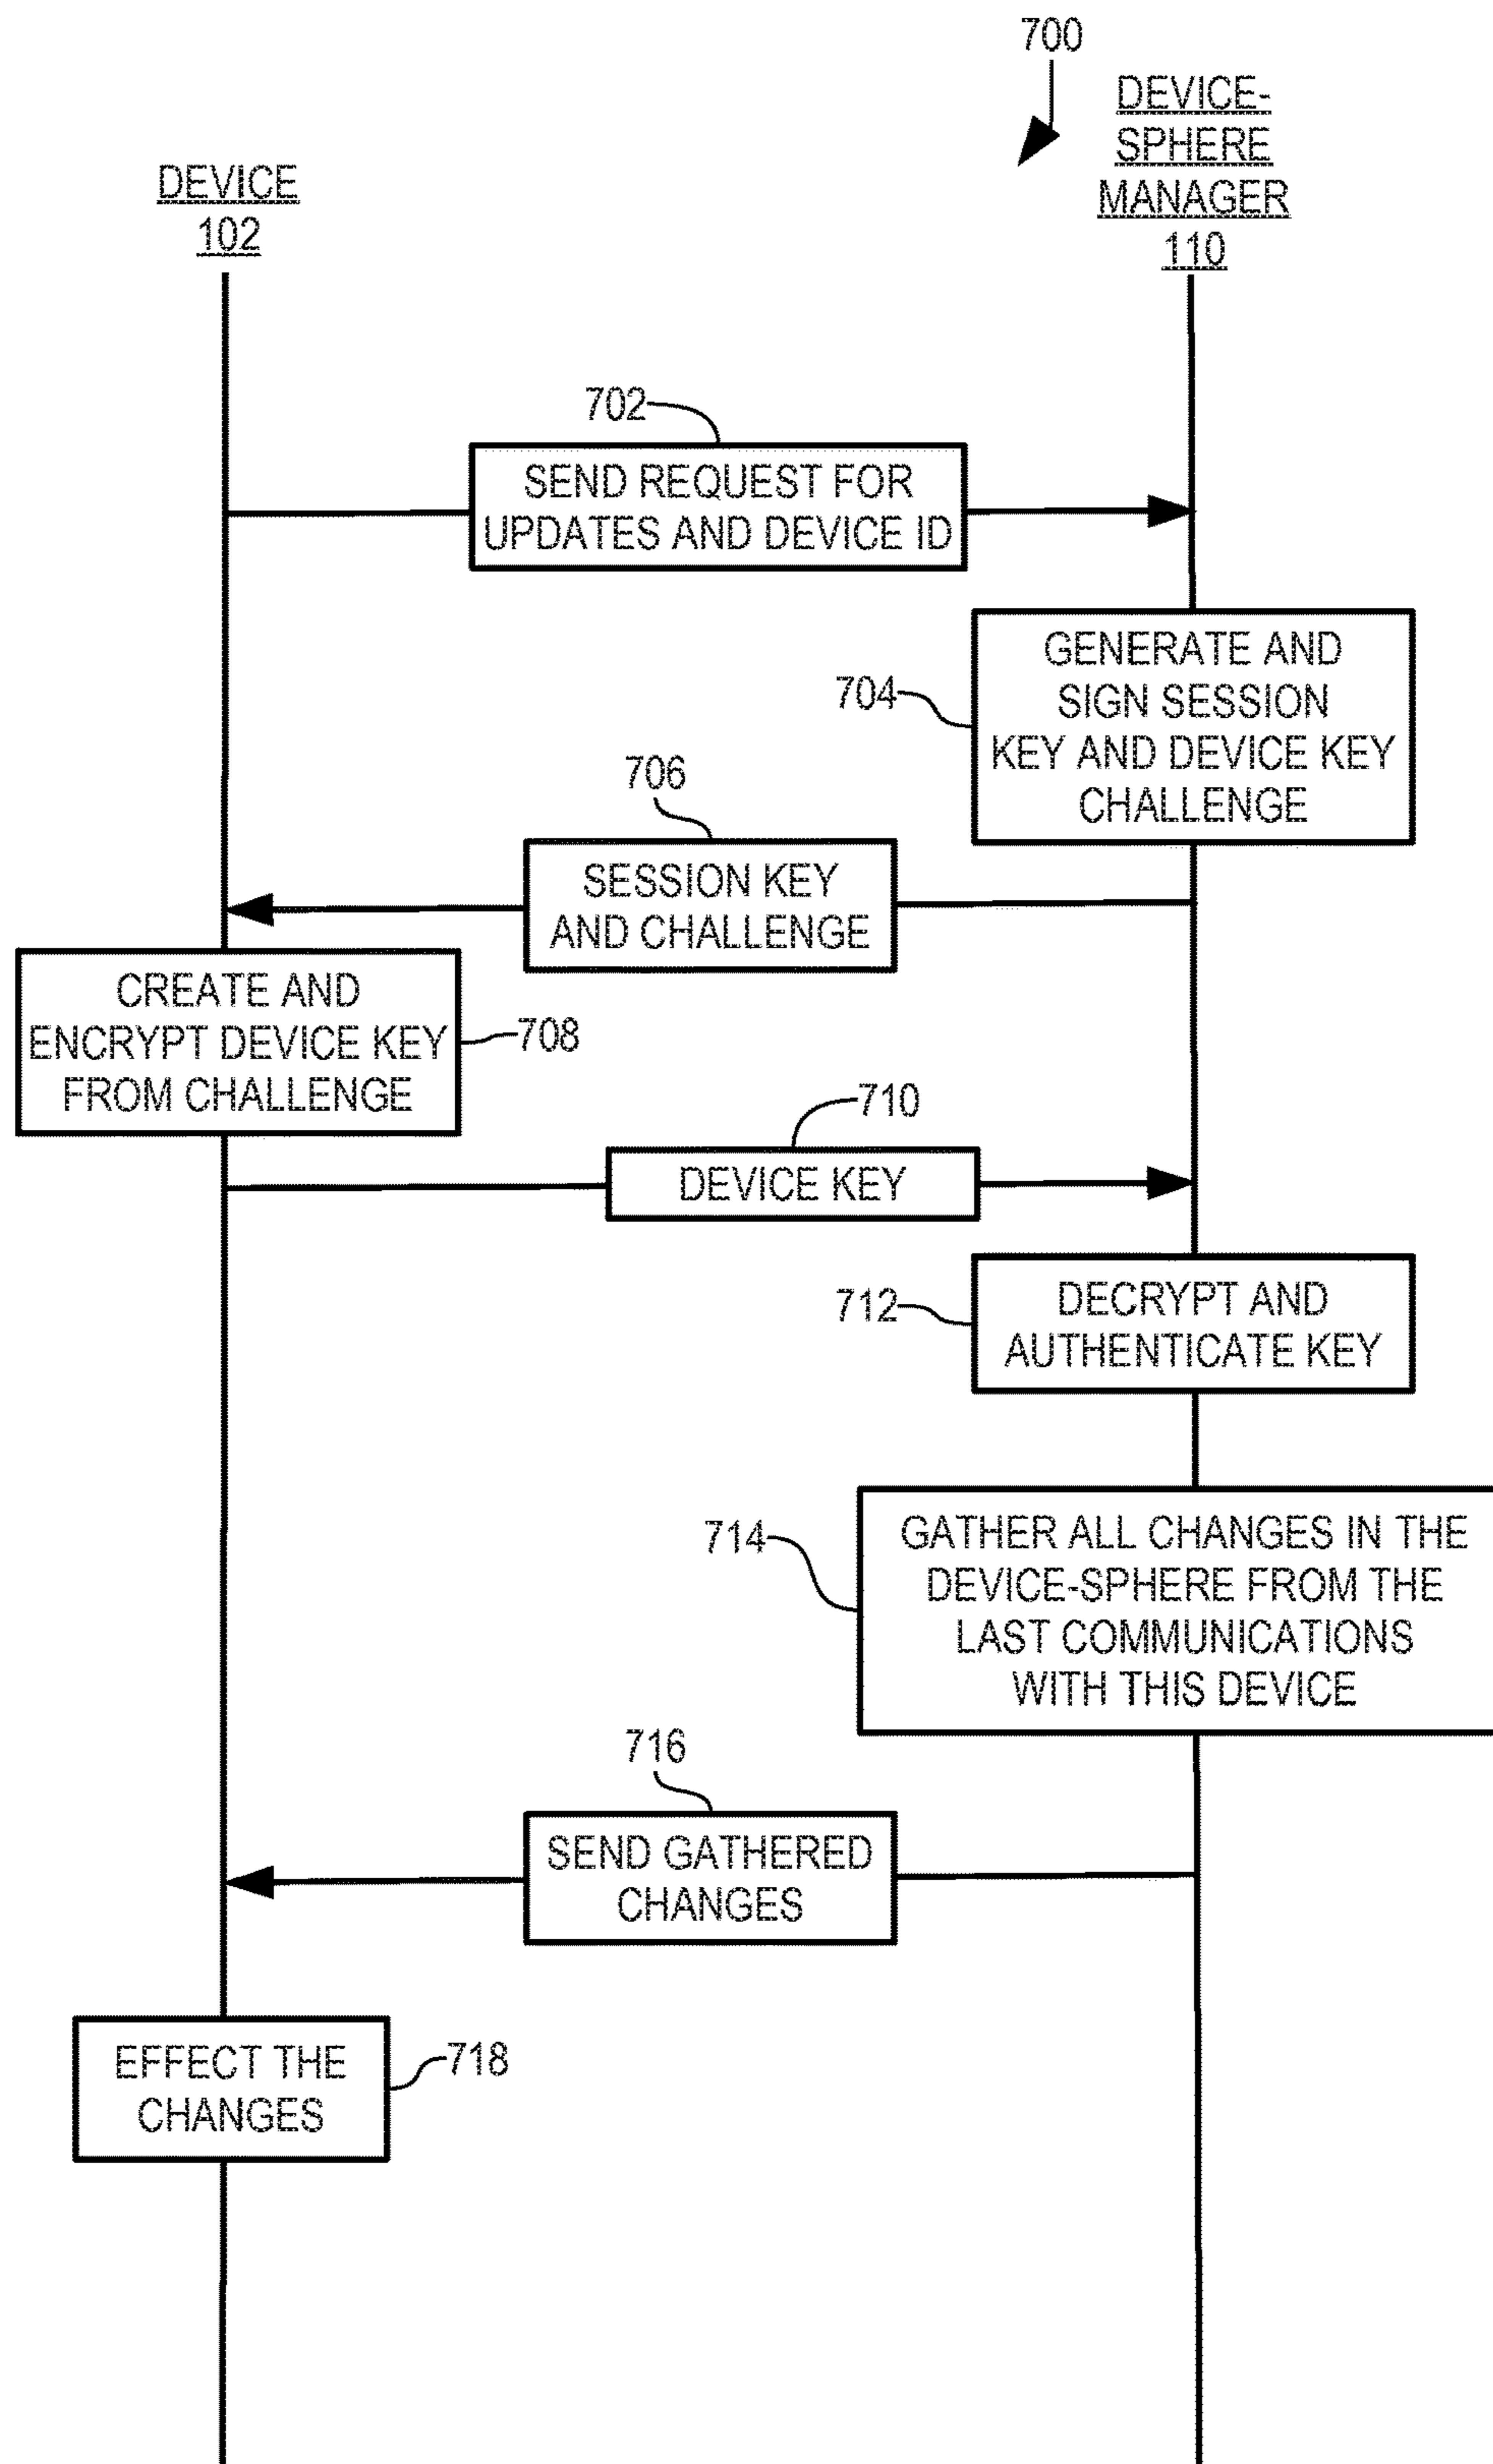 700
DEVICE-
SPHERE
MANAGER
110
DEVICE
102
702
SEND REQUEST FOR
UPDATES AND DEVICE ID
704
GENERATE AND
SIGN SESSION
KEY AND DEVICE KEY
CHALLENGE
706
SESSION KEY
AND CHALLENGE
CREATE AND
ENCRYPT DEVICE KEY
FROM CHALLENGE
708
710
DEVICE KEY
712
DECRYPT AND
AUTHENTICATE KEY
714
GATHER ALL CHANGES IN THE
DEVICE-SPHERE FROM THE
LAST COMMUNICATIONS
WITH THIS DEVICE
716
SEND GATHERED
CHANGES
EFFECT THE
CHANGES
718